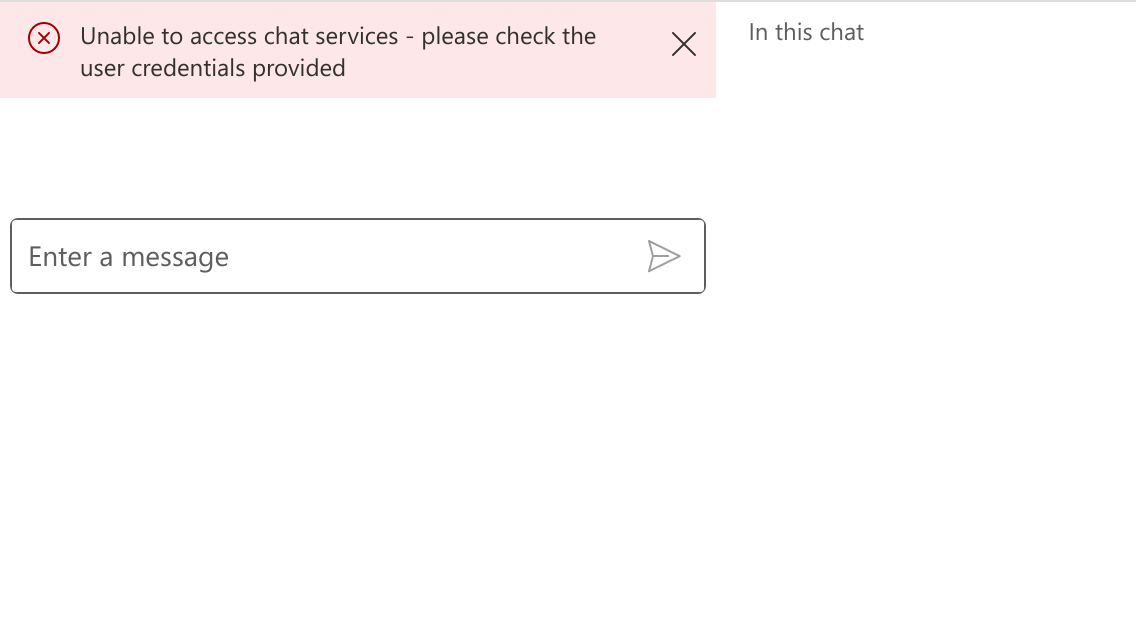 Unable to access chat services - please check the
user credentials provided
In this chat
Enter a message